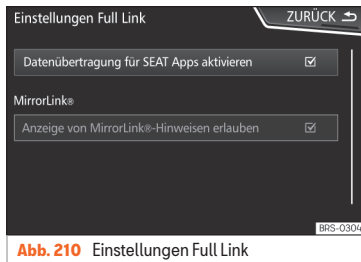 Einstellungen Full Link
ZURÜCK
Datenübertragung für SEAT Apps aktivieren
MirrorLink®
Anzeige von MirrorLink®-Hinweisen erlauben
BRS-0304
Abb. 210 Einstellungen Full Link